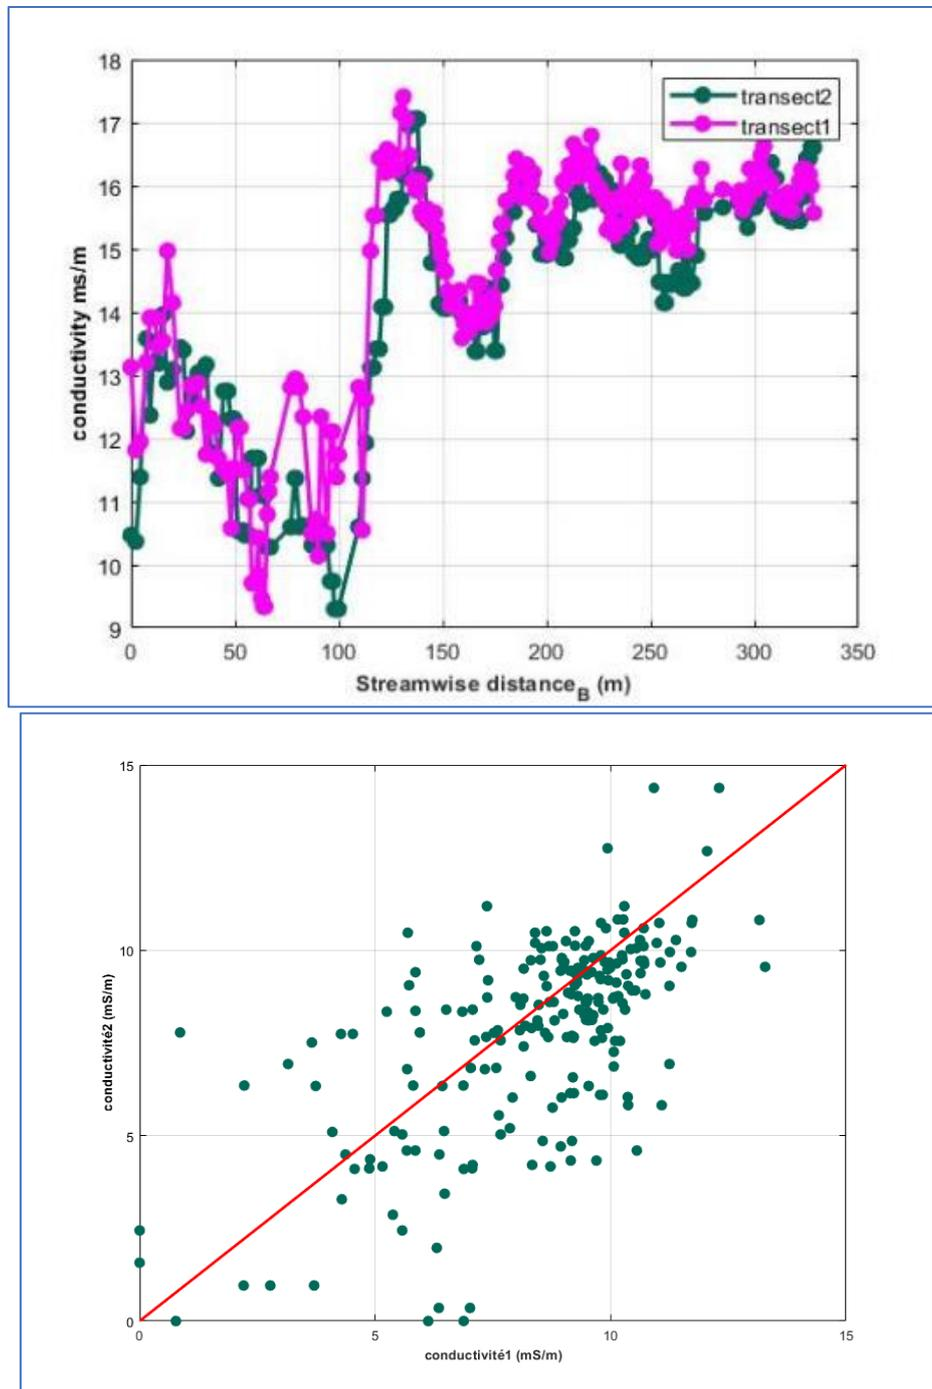 18
17
16
15
14
13
12
11
10
9
conductivity ms/m
transect2
transect1
0 50 100 150 200 250 300 350
Streamwise distance_B (m)
15
10
5
0
conductivité2 (mS/m)
0 5 10 15
conductivité1 (mS/m)